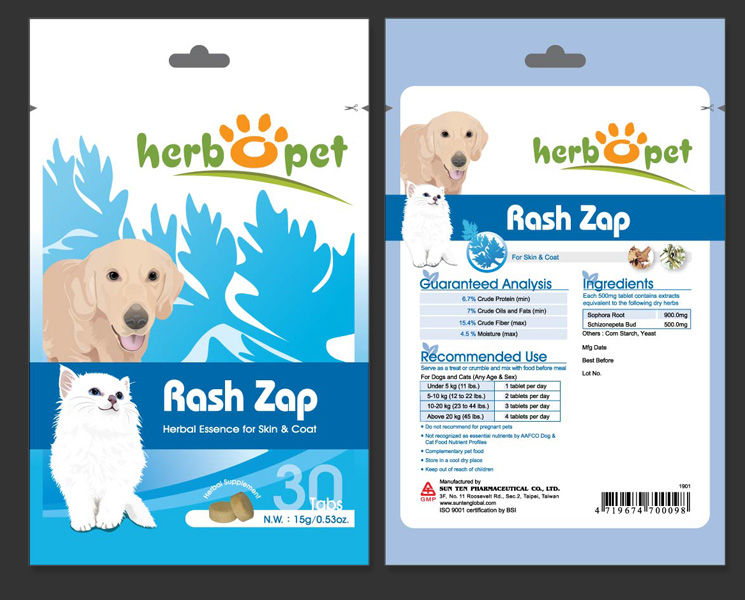 herb pet
Rash Zap
Herbal Essence for Skin & Coat
Herbal Supplement
30
Tabs
N.W. : 15g/0.53oz.
herb pet
Rash Zap
For Skin & Coat
Guaranteed Analysis
6.7% Crude Protein (min)
7% Crude Oils and Fats (min)
15.4% Crude Fiber (max)
4.5 % Moisture (max)
Ingredients
Each 500mg tablet contains extracts
equivalent to the following dry herbs
Sophora Root 900.0mg
Schizonepeta Bud 500.0mg
Others : Corn Starch, Yeast
Mfg Date
Best Before
Lot No.
Recommended Use
Serve as a treat or crumble and mix with food before meal
For Dogs and Cats (Any Age & Sex)
Under 5 kg (11 lbs.) 1 tablet per day
5-10 kg (12 to 22 lbs.) 2 tablets per day
10-20 kg (23 to 44 lbs.) 3 tablets per day
Above 20 kg (45 lbs.) 4 tablets per day
• Do not recommend for pregnant pets
• Not recognized as essential nutrients by AAFCO Dog &
Cat Food Nutrient Profiles
• Complementary pet food
• Store in a cool dry place
• Keep out of reach of children
GMP
Manufactured by
SUN TEN PHARMACEUTICAL CO., LTD.
3F, No. 11 Roosevelt Rd., Sec.2, Taipei, Taiwan
www.suntenglobal.com
ISO 9001 certification by BSI
1901
4 719674 700098